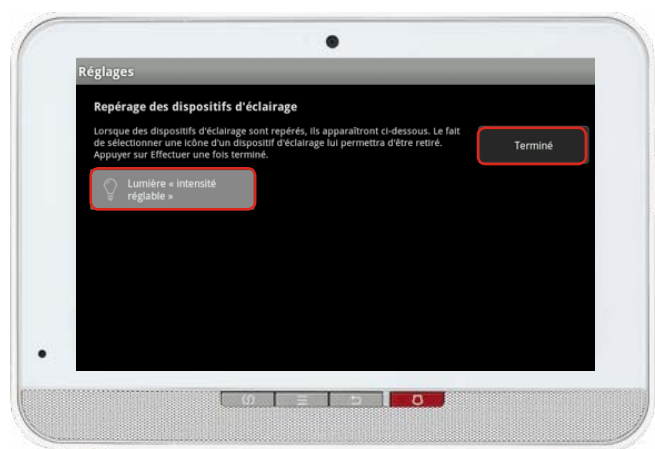 Réglages
Repérage des dispositifs d'éclairage
Lorsque des dispositifs d'éclairage sont repérés, ils apparaîtront ci-dessous. Le fait
de sélectionner une icône d'un dispositif d'éclairage lui permettra d'être retiré.
Appuyer sur Effectuer une fois terminé.
Terminé
Lumière « intensité
réglable »